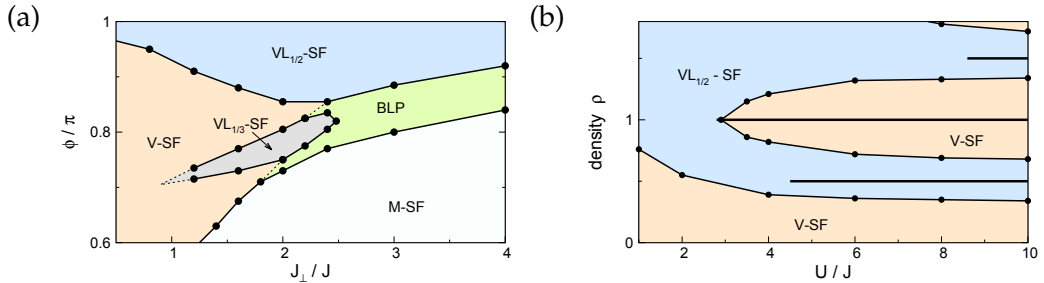 (a)
1
0.8
0.6
ϕ / π
VL1/2-SF
BLP
VL1/3-SF
V-SF
M-SF
1 2 3 4
J⊥ / J
(b)
1
0
density ρ
VL1/2 - SF
V-SF
V-SF
2 4 6 8 10
U / J